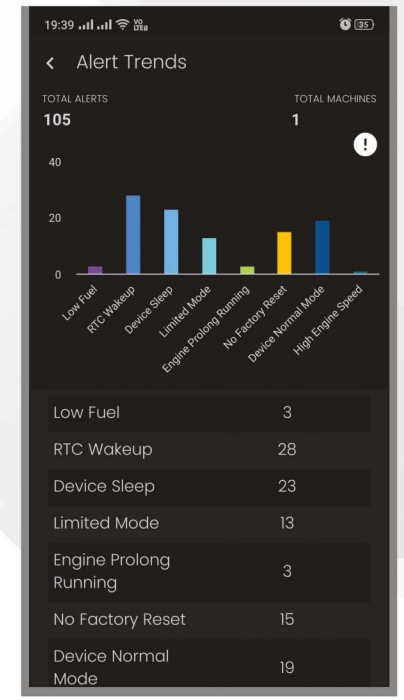 19:39 VO LTE 35
< Alert Trends
TOTAL ALERTS TOTAL MACHINES
105 1
!
40
20
0
Low Fuel
RTC Wakeup
Device Sleep
Limited Mode
Engine Prolong Running
No Factory Reset
Device Normal Mode
High Engine Speed
Low Fuel 3
RTC Wakeup 28
Device Sleep 23
Limited Mode 13
Engine Prolong
Running 3
No Factory Reset 15
Device Normal
Mode 19